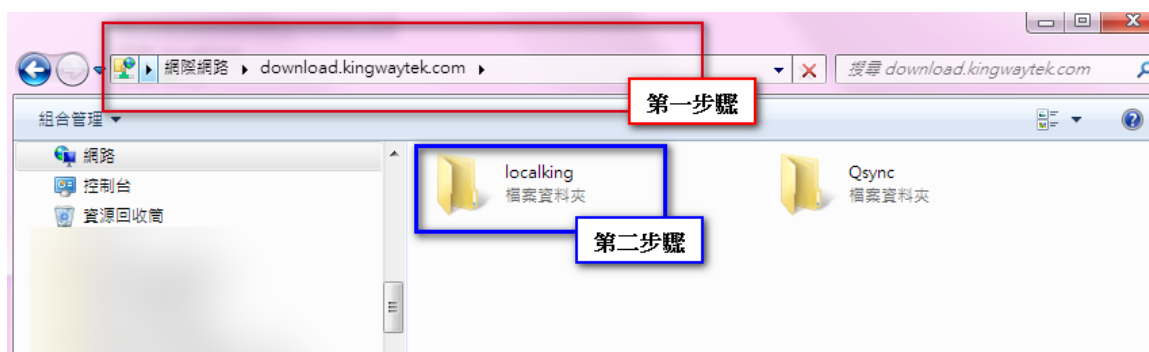 網際網路 download.kingwaytek.com
搜尋 download.kingwaytek.com
第一步驟
組合管理
網路
控制台
資源回收筒
localking
檔案資料夾
Qsync
檔案資料夾
第二步驟